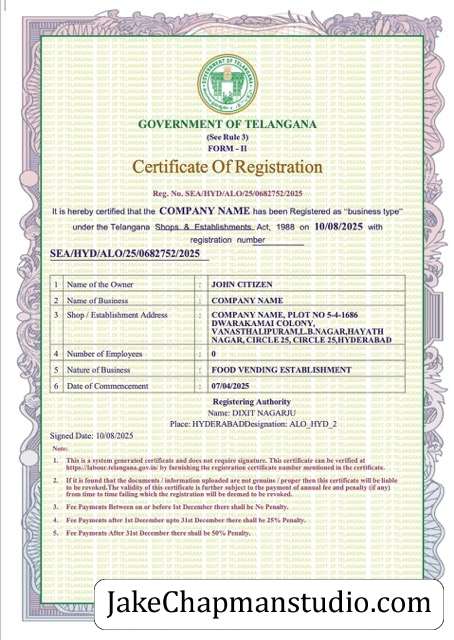 GOVERNMENT OF TELANGANA
GOVERNMENT OF TELANGANA
(See Rule 3)
FORM - II
Certificate Of Registration
Reg. Nu. SEA/HYD/ALO/25/0682752/2025
It is hereby certified that the COMPANY NAME has been Registered as "business type"
under the Telangana Shops & Establishments Act, 1988 on 10/08/2025 with
registration number
SEA/HYD/ALO/25/0682752/2025
1 Name of the Owner : JOHN CITIZEN
2 Name of Business : COMPANY NAME
3 Shop / Establishment Address : COMPANY NAME, PLOT NO 5-4-1686
DWARAKAMAI COLONY,
VANASTHALIPURAM,L.B.NAGAR,HAYATH
NAGAR, CIRCLE 25, CIRCLE 25,HYDERABAD
4 Number of Employees : 0
5 Nature of Business : FOOD VENDING ESTABLISHMENT
6 Date of Commencement : 07/04/2025
Registering Authority
Name: DIXIT NAGARJU
Place: HYDERABADDesignation: ALO_HYD_2
Signed Date: 10/08/2025
Note:
1. This is a system generated certificate and does not require signature. This certificate can be verified at
https://labour.telangana.gov.in/ by furnishing the registration certificate number mentioned in the certificate.
2. If it is found that the documents / information uploaded are not genuine / proper then this certificate will be liable
to be revoked.The validity of this certificate is further subject to the payment of annual fee and penalty (if any)
from time to time failing which the registration will be deemed to be revoked.
3. Fee Payments Between on or before 1st December there shall be No Penalty.
4. Fee Payments after 1st December upto 31st December there shall be 25% Penalty.
5. Fee Payments After 31st December there shall be 50% Penalty.
JakeChapmanstudio.com